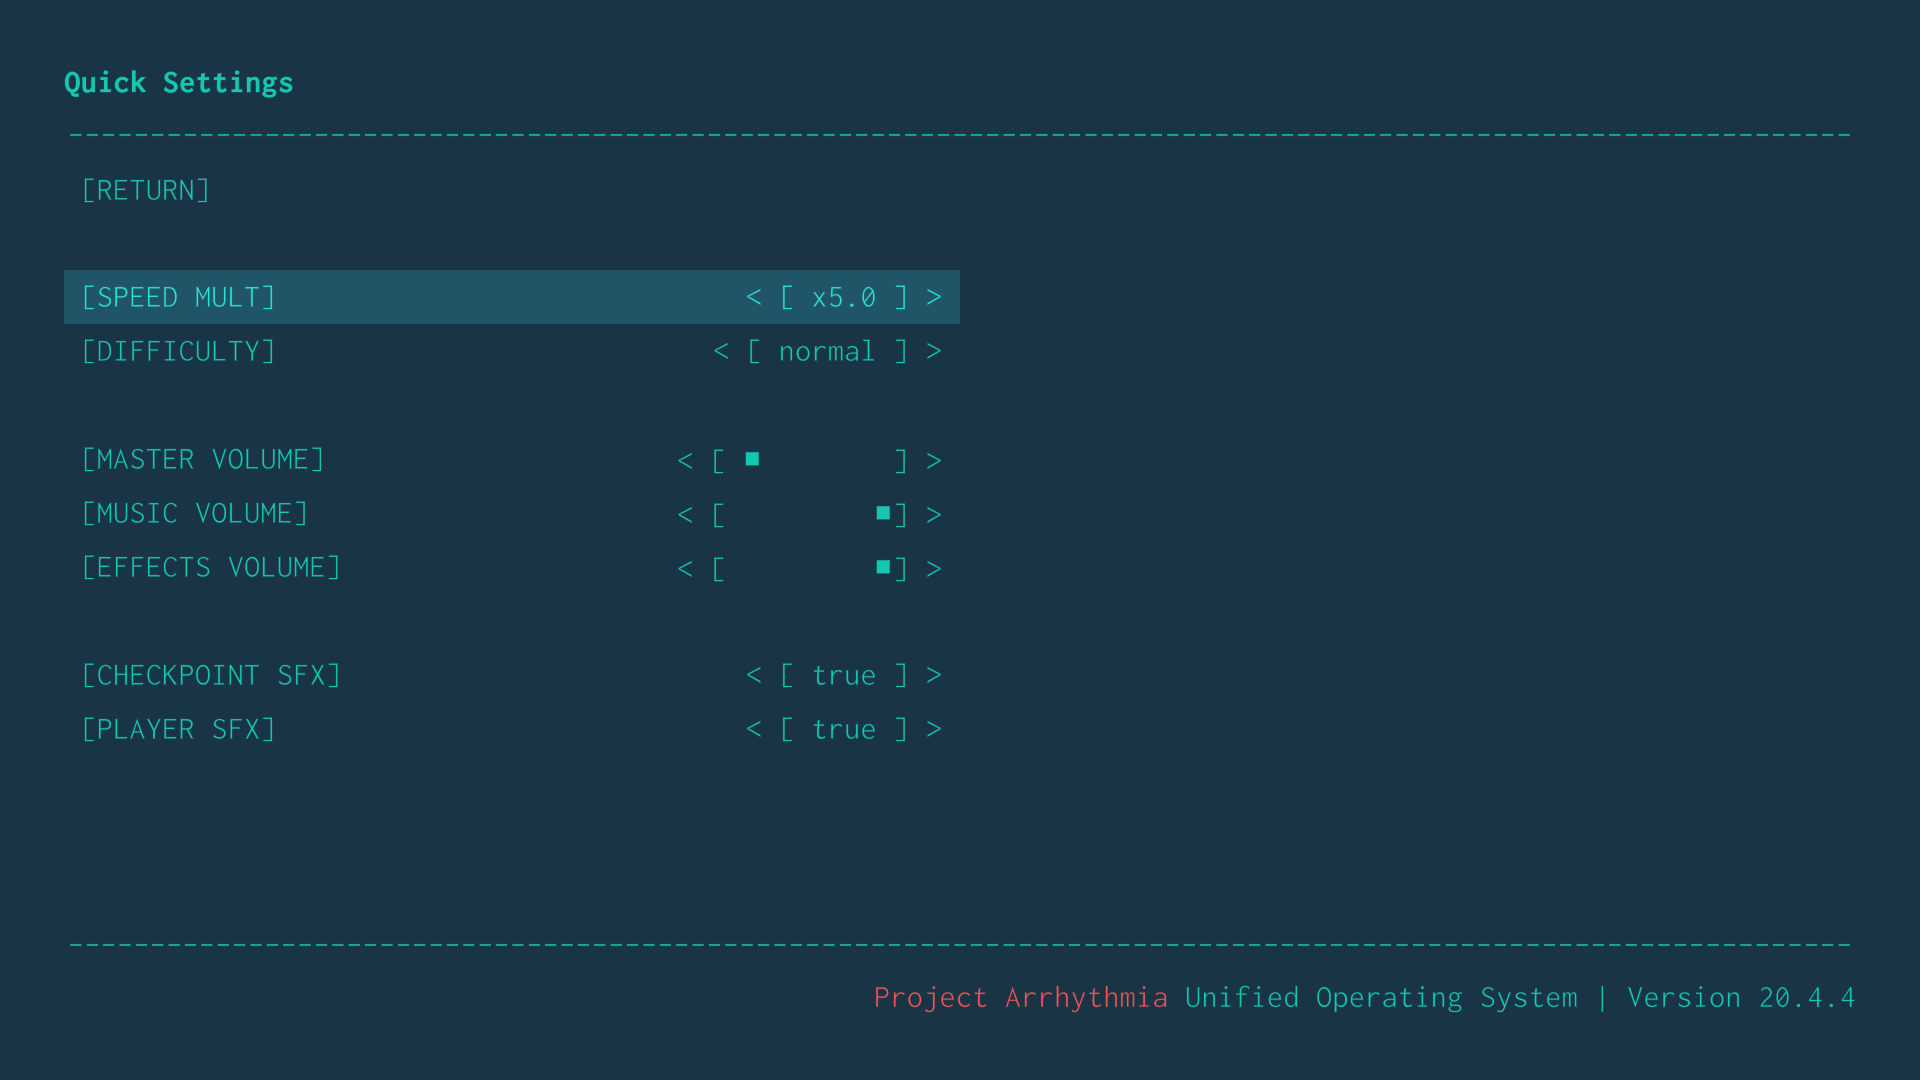 Quick Settings
[RETURN]
[SPEED MULT] < [ x5.0 ] >
[DIFFICULTY] < [ normal ] >
[MASTER VOLUME] < [ ■ ] >
[MUSIC VOLUME] < [ ■] >
[EFFECTS VOLUME] < [ ■] >
[CHECKPOINT SFX] < [ true ] >
[PLAYER SFX] < [ true ] >
Project Arrhythmia Unified Operating System | Version 20.4.4